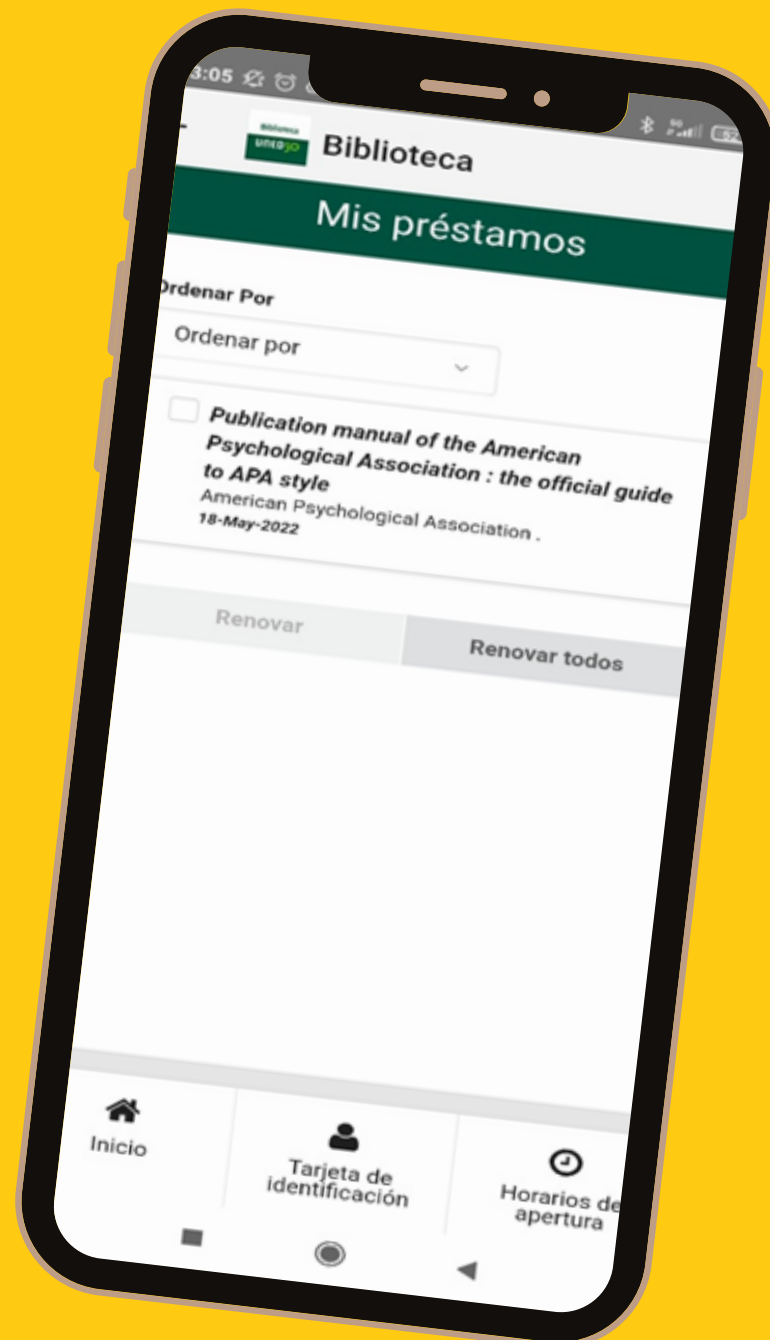 3:05
Biblioteca
uned50
Biblioteca
Mis préstamos
Ordenar Por
Ordenar por
Publication manual of the American
Psychological Association : the official guide
to APA style
American Psychological Association .
18-May-2022
Renovar
Renovar todos
Inicio
Tarjeta de
identificación
Horarios de
apertura